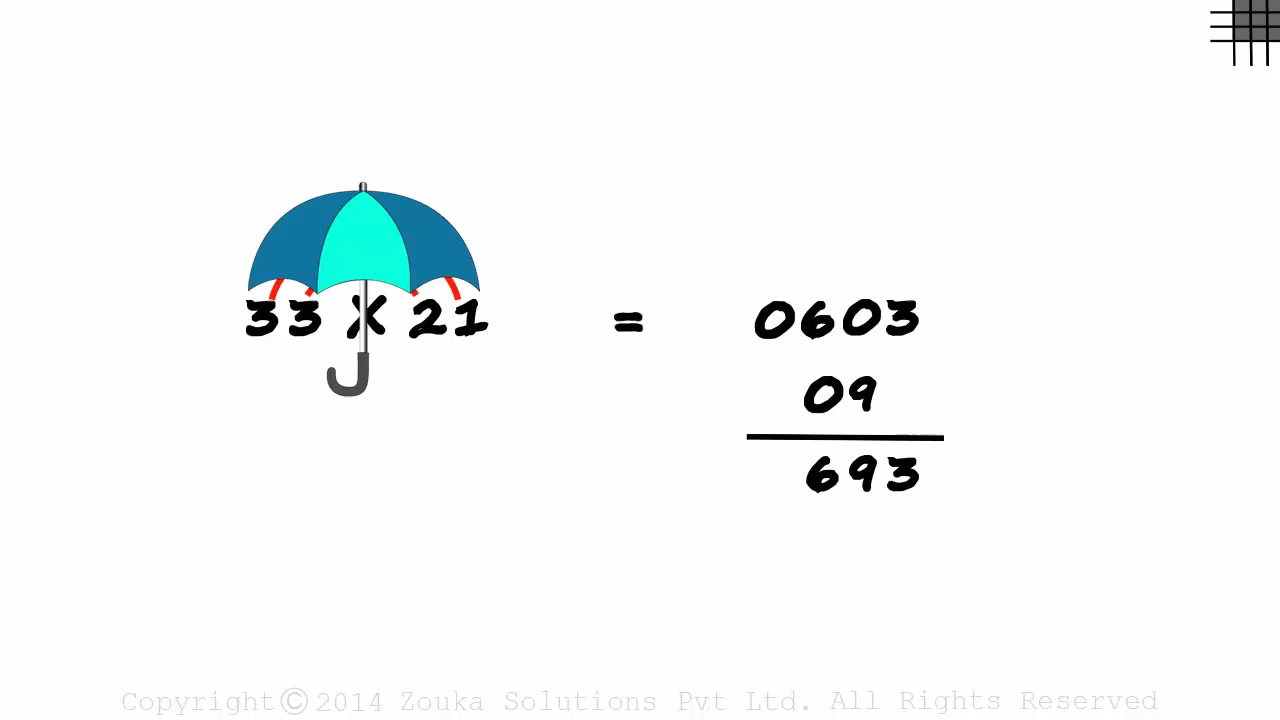 33 X 21 = 0603
09
693
Copyright©2014 Zouka Solutions Pvt Ltd. All Rights Reserved